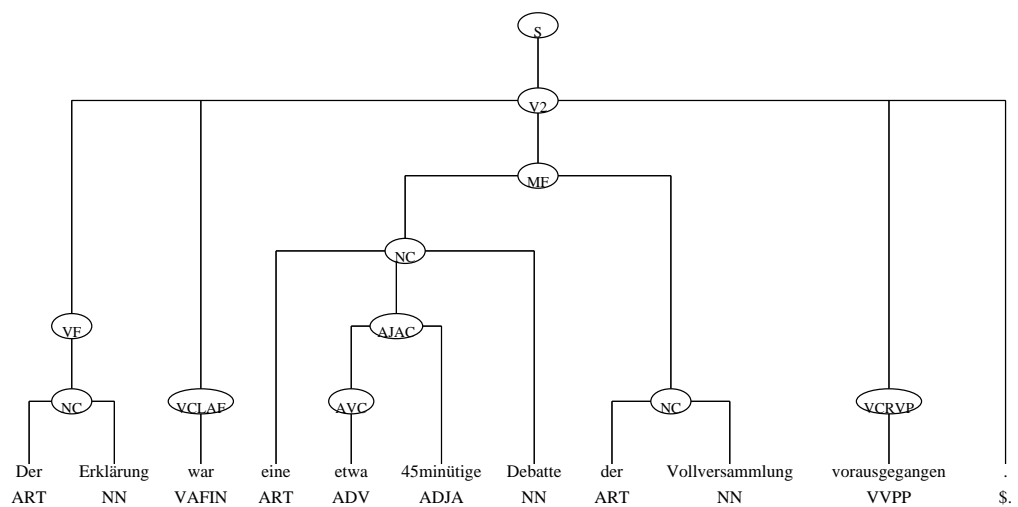 S
V2
MF
NC
VF
AJAC
NC
VCLAF
AVC
NC
VCRVP
Der Erklärung war eine etwa 45minütige Debatte der Vollversammlung vorausgegangen .
ART NN VAFIN ART ADV ADJA NN ART NN VVPP $.